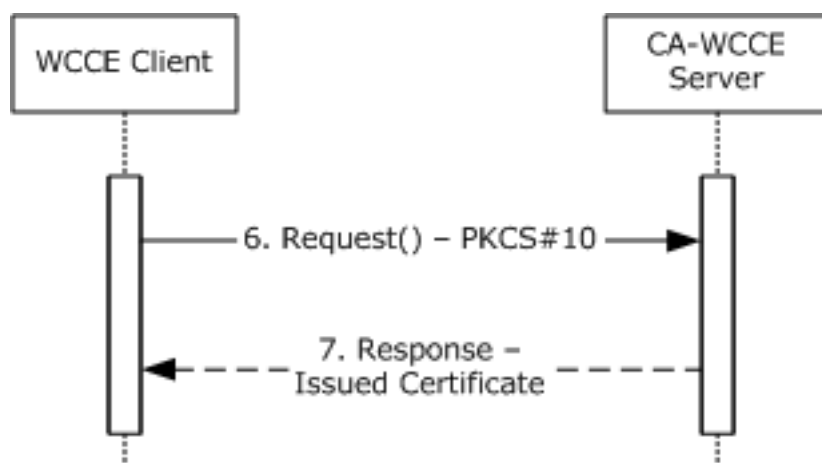 WCCE Client
CA-WCCE
Server
6. Request() – PKCS#10
7. Response –
Issued Certificate